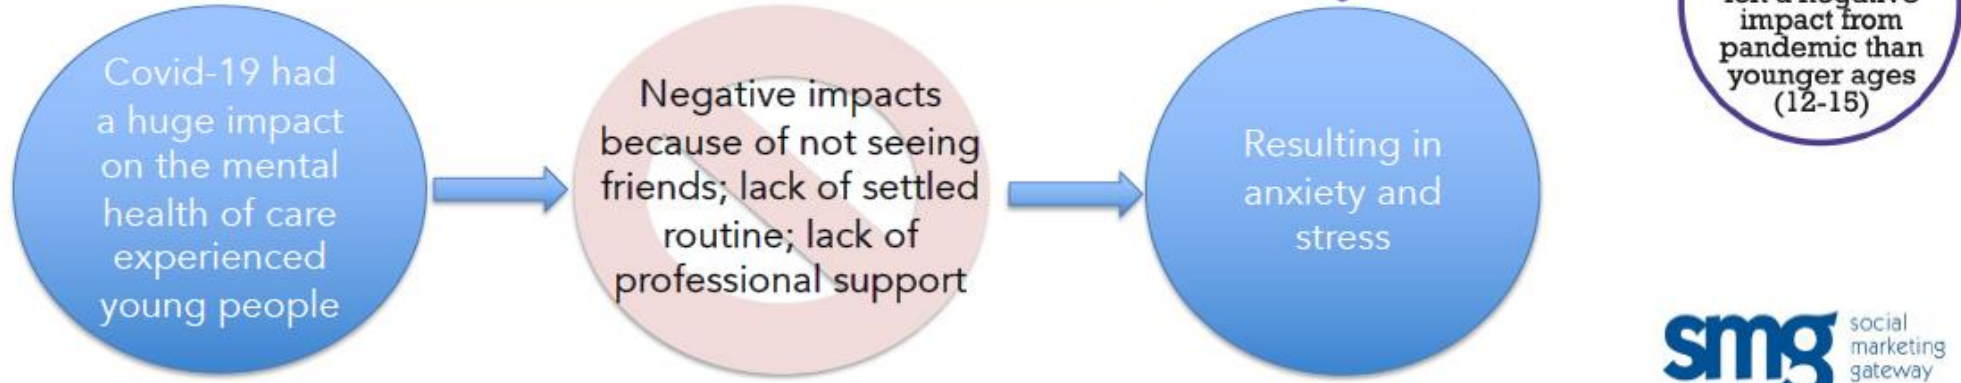 Covid-19 had
a huge impact
on the mental
health of care
experienced
young people
Negative impacts
because of not seeing
friends; lack of settled
routine; lack of
professional support
Resulting in
anxiety and
stress
impact from
pandemic than
younger ages
(12-15)
smg
social
marketing
gateway